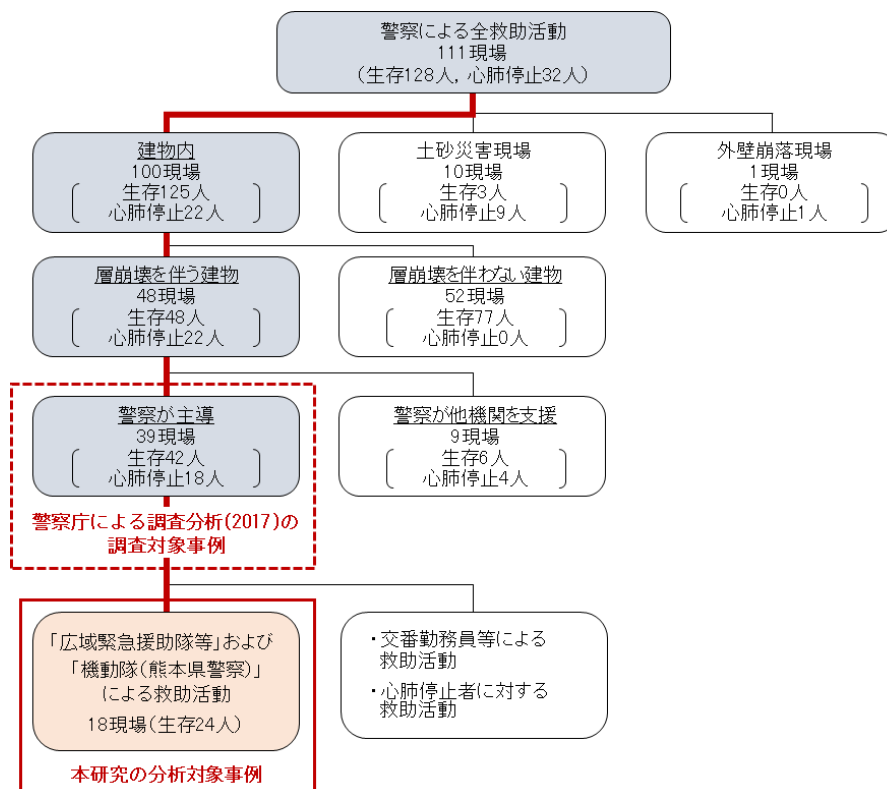 警察による全救助活動
111現場
(生存128人, 心肺停止32人)
建物内
100現場
生存125人
心肺停止22人
土砂災害現場
10現場
生存3人
心肺停止9人
外壁崩落現場
1現場
生存0人
心肺停止1人
層崩壊を伴う建物
48現場
生存48人
心肺停止22人
層崩壊を伴わない建物
52現場
生存77人
心肺停止0人
警察が主導
39現場
生存42人
心肺停止18人
警察が他機関を支援
9現場
生存6人
心肺停止4人
警察庁による調査分析(2017)の
調査対象事例
「広域緊急援助隊等」および
「機動隊(熊本県警察)」
による救助活動
18現場(生存24人)
・交番勤務員等による
救助活動
・心肺停止者に対する
救助活動
本研究の分析対象事例